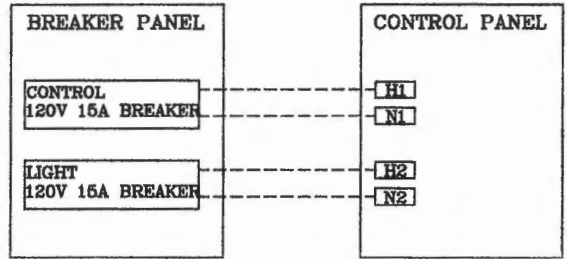 BREAKER PANEL
CONTROL PANEL
CONTROL
120V 15A BREAKER
H1
N1
LIGHT
120V 15A BREAKER
H2
N2